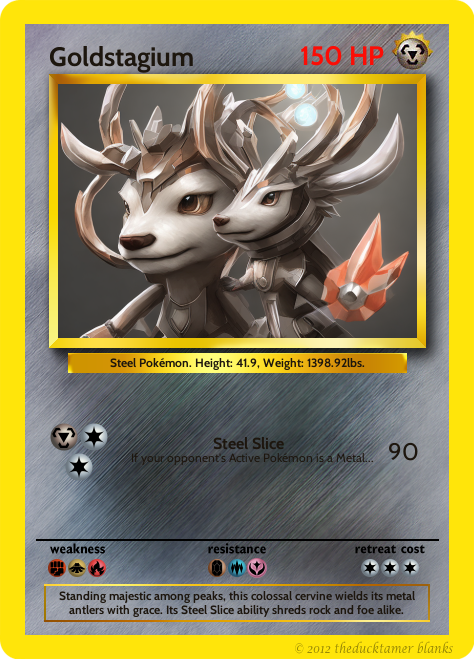 Goldstagium 150 HP
Steel Pokémon. Height: 41.9, Weight: 1398.92lbs.
Steel Slice
If your opponent's Active Pokemon is a Metal... 90
weakness resistance retreat cost
Standing majestic among peaks, this colossal cervine wields its metal
antlers with grace. Its Steel Slice ability shreds rock and foe alike.
© 2012 theducktamer blanks